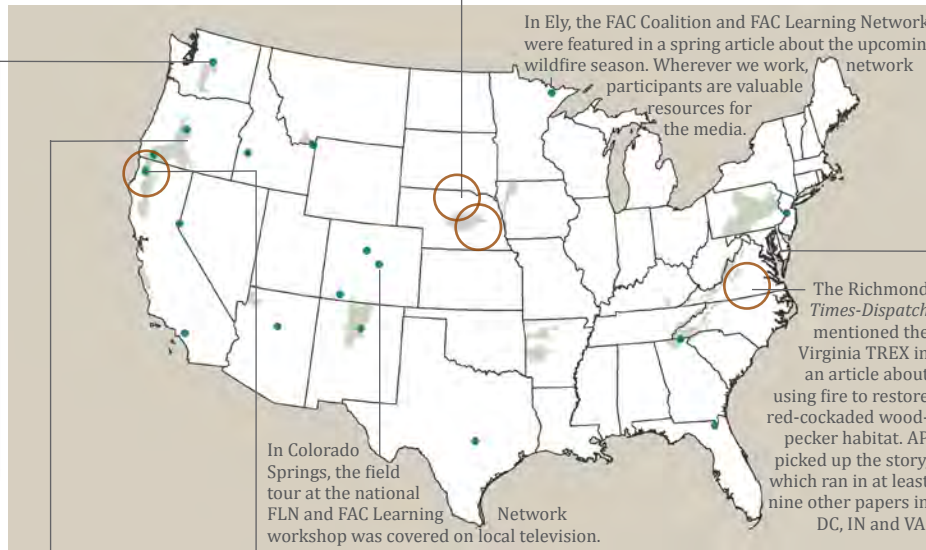 In Ely, the FAC Coalition and FAC Learning Network
were featured in a spring article about the upcomin
wildfire season. Wherever we work, network
participants are valuable
resources for
the media.
The Richmond
Times-Dispatch
mentioned the
Virginia TREX in
an article about
using fire to restore
red-cockaded wood-
pecker habitat. AP
picked up the story
which ran in at least
nine other papers in
DC, IN and VA
In Colorado
Springs, the field
tour at the national
FLN and FAC Learning Network
workshop was covered on local television.